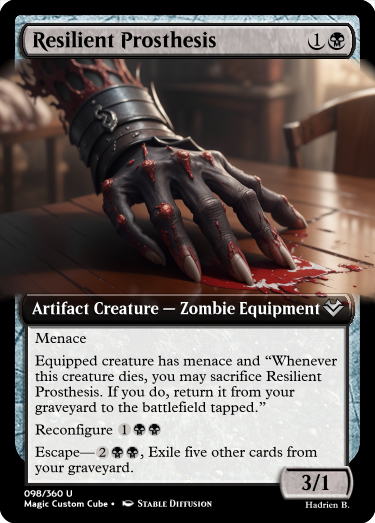 Resilient Prosthesis 1
Artifact Creature — Zombie Equipment
Menace
Equipped creature has menace and “Whenever
this creature dies, you may sacrifice Resilient
Prosthesis. If you do, return it from your
graveyard to the battlefield tapped.”
Reconfigure 1
Escape—2, Exile five other cards from
your graveyard.
3/1
098/360 U
Magic Custom Cube • Stable Diffusion
Hadrien B.